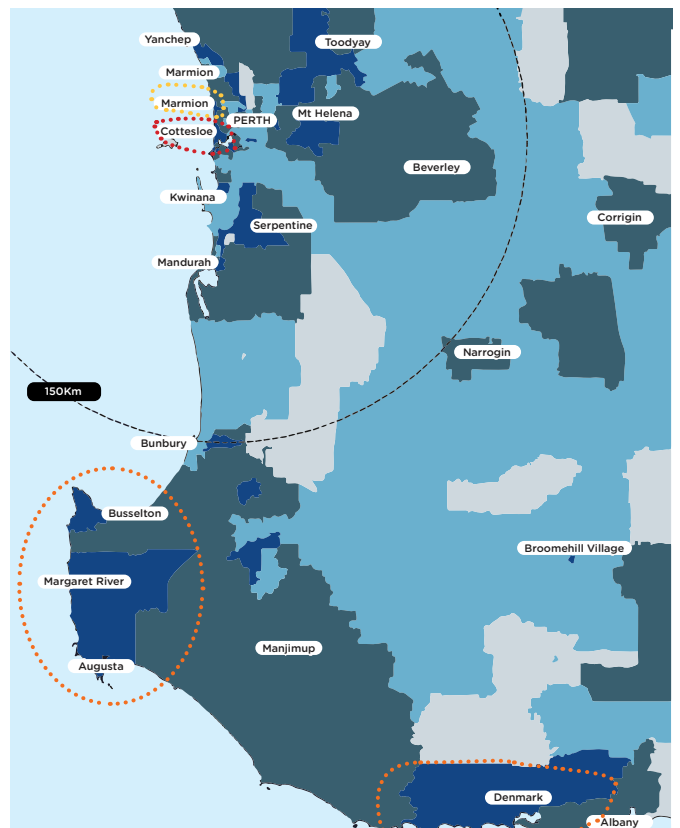 Yanchep
Toodyay
Marmion
Marmion
Mt Helena
PERTH
Cottesloe
Beverley
Kwinana
Corrigin
Serpentine
Mandurah
Narrogin
150Km
Bunbury
Busselton
Broomehill Village
Margaret River
Manjimup
Augusta
Denmark
Albany